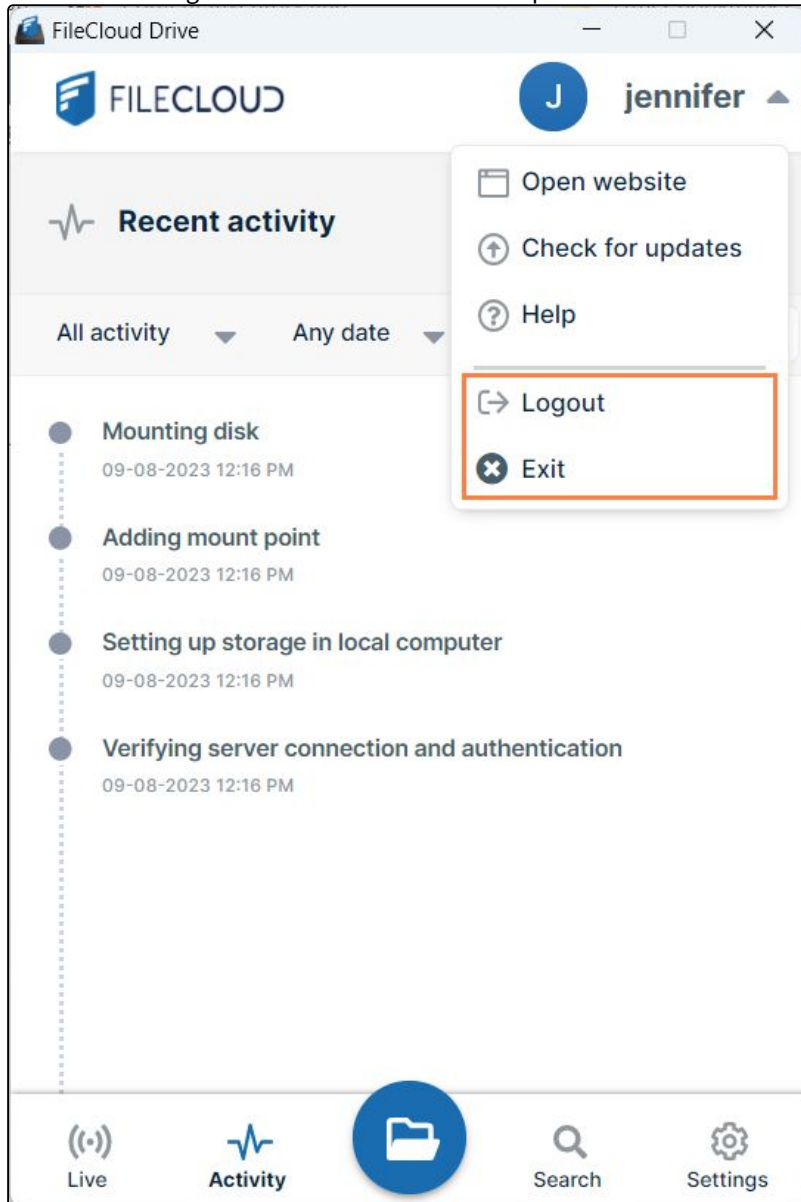 FileCloud Drive
FILECLOUD
J jennifer
Open website
Recent activity
Check for updates
All activity Any date
Help
Logout
Exit
Mounting disk
09-08-2023 12:16 PM
Adding mount point
09-08-2023 12:16 PM
Setting up storage in local computer
09-08-2023 12:16 PM
Verifying server connection and authentication
09-08-2023 12:16 PM
Live Activity Search Settings